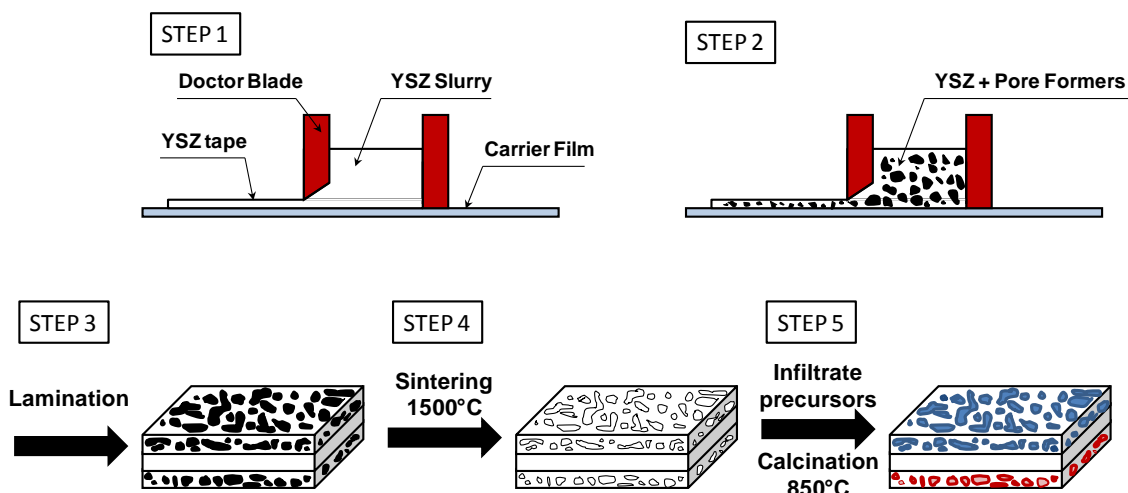 STEP 1
STEP 2
Doctor Blade
YSZ Slurry
YSZ + Pore Formers
YSZ tape
Carrier Film
STEP 3
STEP 4
STEP 5
Lamination
Sintering
1500°C
Infiltrate
precursors
Calcination
850°C